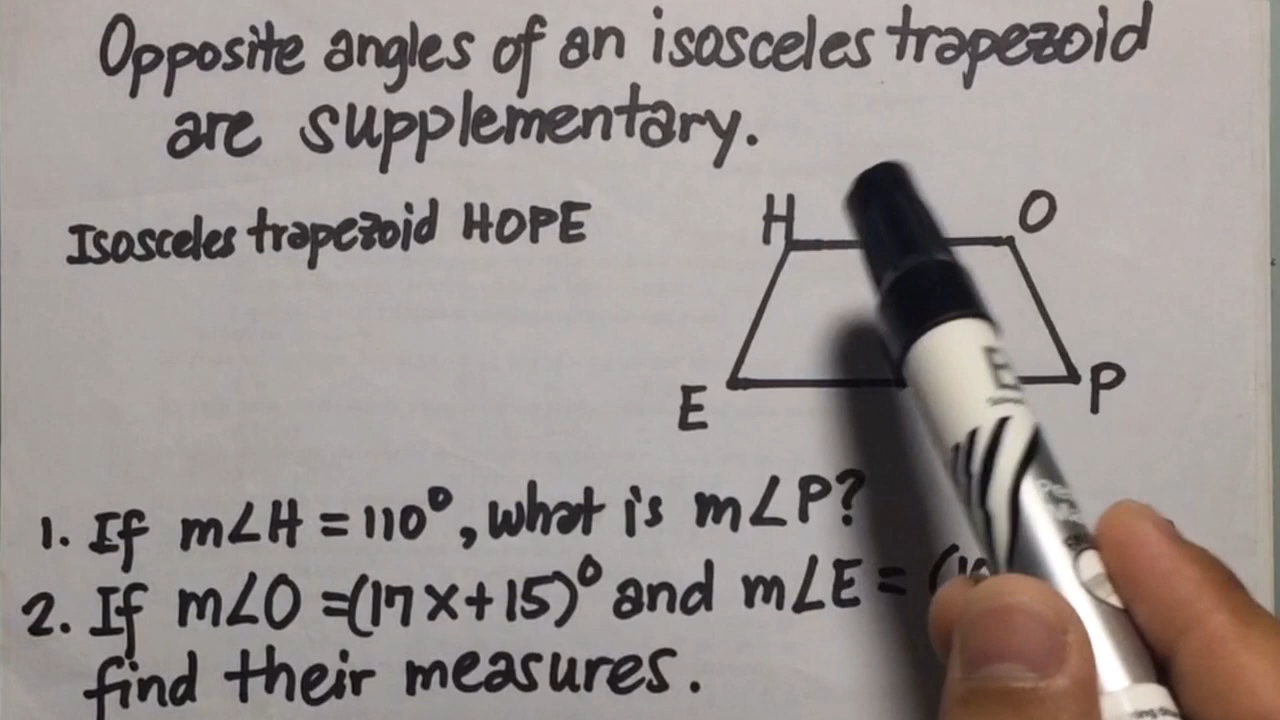 Opposite angles of an isosceles trapezoid
are supplementary.
Isosceles trapezoid HOPE
H
O
E
P
1. If m∠H = 110°, what is m∠P?
2. If m∠O =(17x+15)° and m∠E =
find their measures.